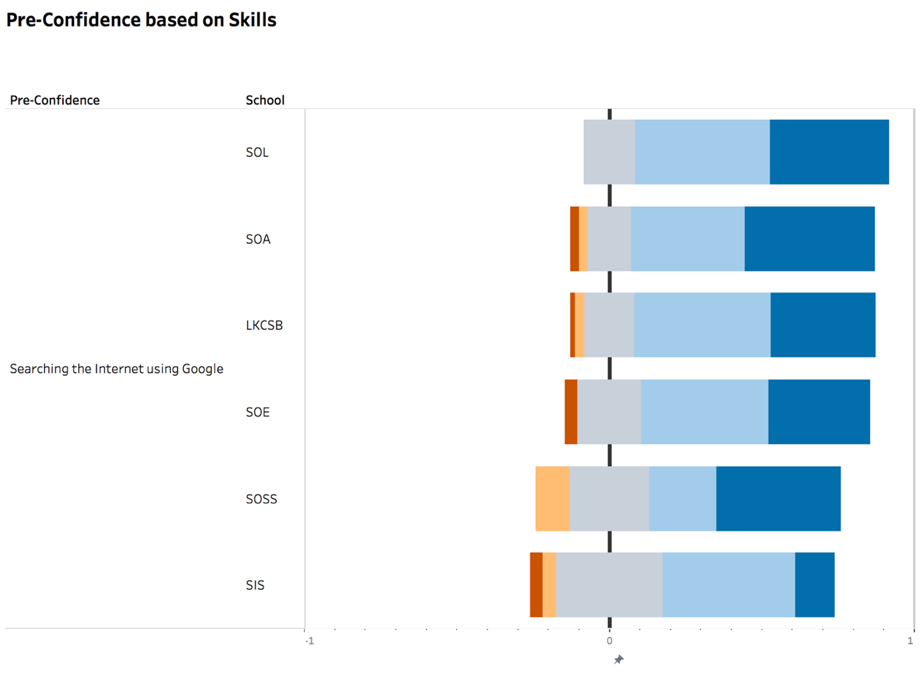 Pre-Confidence based on Skills
Pre-Confidence School
SOL
SOA
LKCSB
Searching the Internet using Google
SOE
SOSS
SIS
-1 0 1